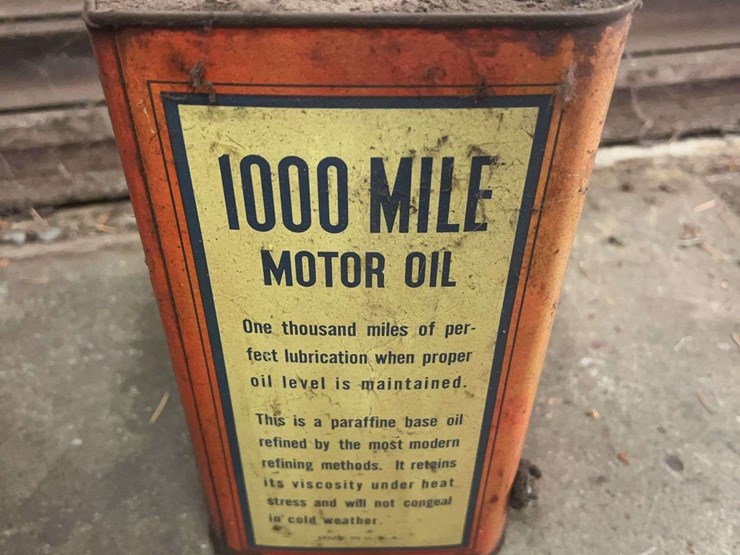 1000 MILE
MOTOR OIL
One thousand miles of per-
fect lubrication when proper
oil level is maintained.
This is a paraffine base oil
refined by the most modern
refining methods. It retains
its viscosity under heat
stress and will not congeal
in cold weather.